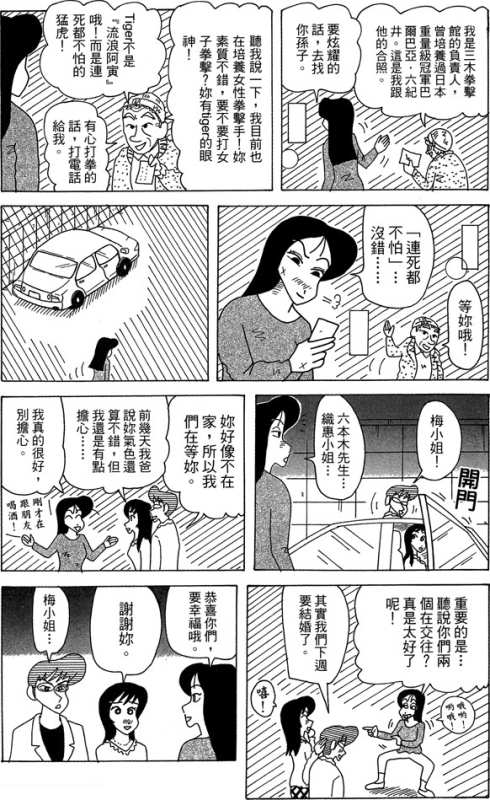 我是三木拳擊
館的負責人,
曾培養過日本
重量級冠軍巴
爾巴亞.六紀
井。這是我跟
他的合照。
要炫耀的
話,去找
你孫子。
聽我說一下,我目前也
在培養女性拳擊手!妳
素質不錯,要不要打女
子拳擊?妳有tiger的眼
神!
Tiger不是
『流浪阿寅』
哦!而是連
死都不怕的
猛虎!
有心打拳的
話,打電話
給我。
等妳哦!
「連死都
不怕」…
沒錯……
梅小姐!
六本木先生…
織惠小姐…
開門
妳好像不在
家,所以我
們在等妳。
前幾天我爸
說妳氣色還
算不錯,但
我還是有點
擔心……
我真的很好,
別擔心。
剛才在
跟朋友
喝酒!
重要的是…
聽說你們兩
個在交往?
真是太好了
呢!
喲哦!
喲哦!
其實我們下週
要結婚了。
嘻!
恭喜你們,
要幸福哦。
謝謝妳。
梅小姐…